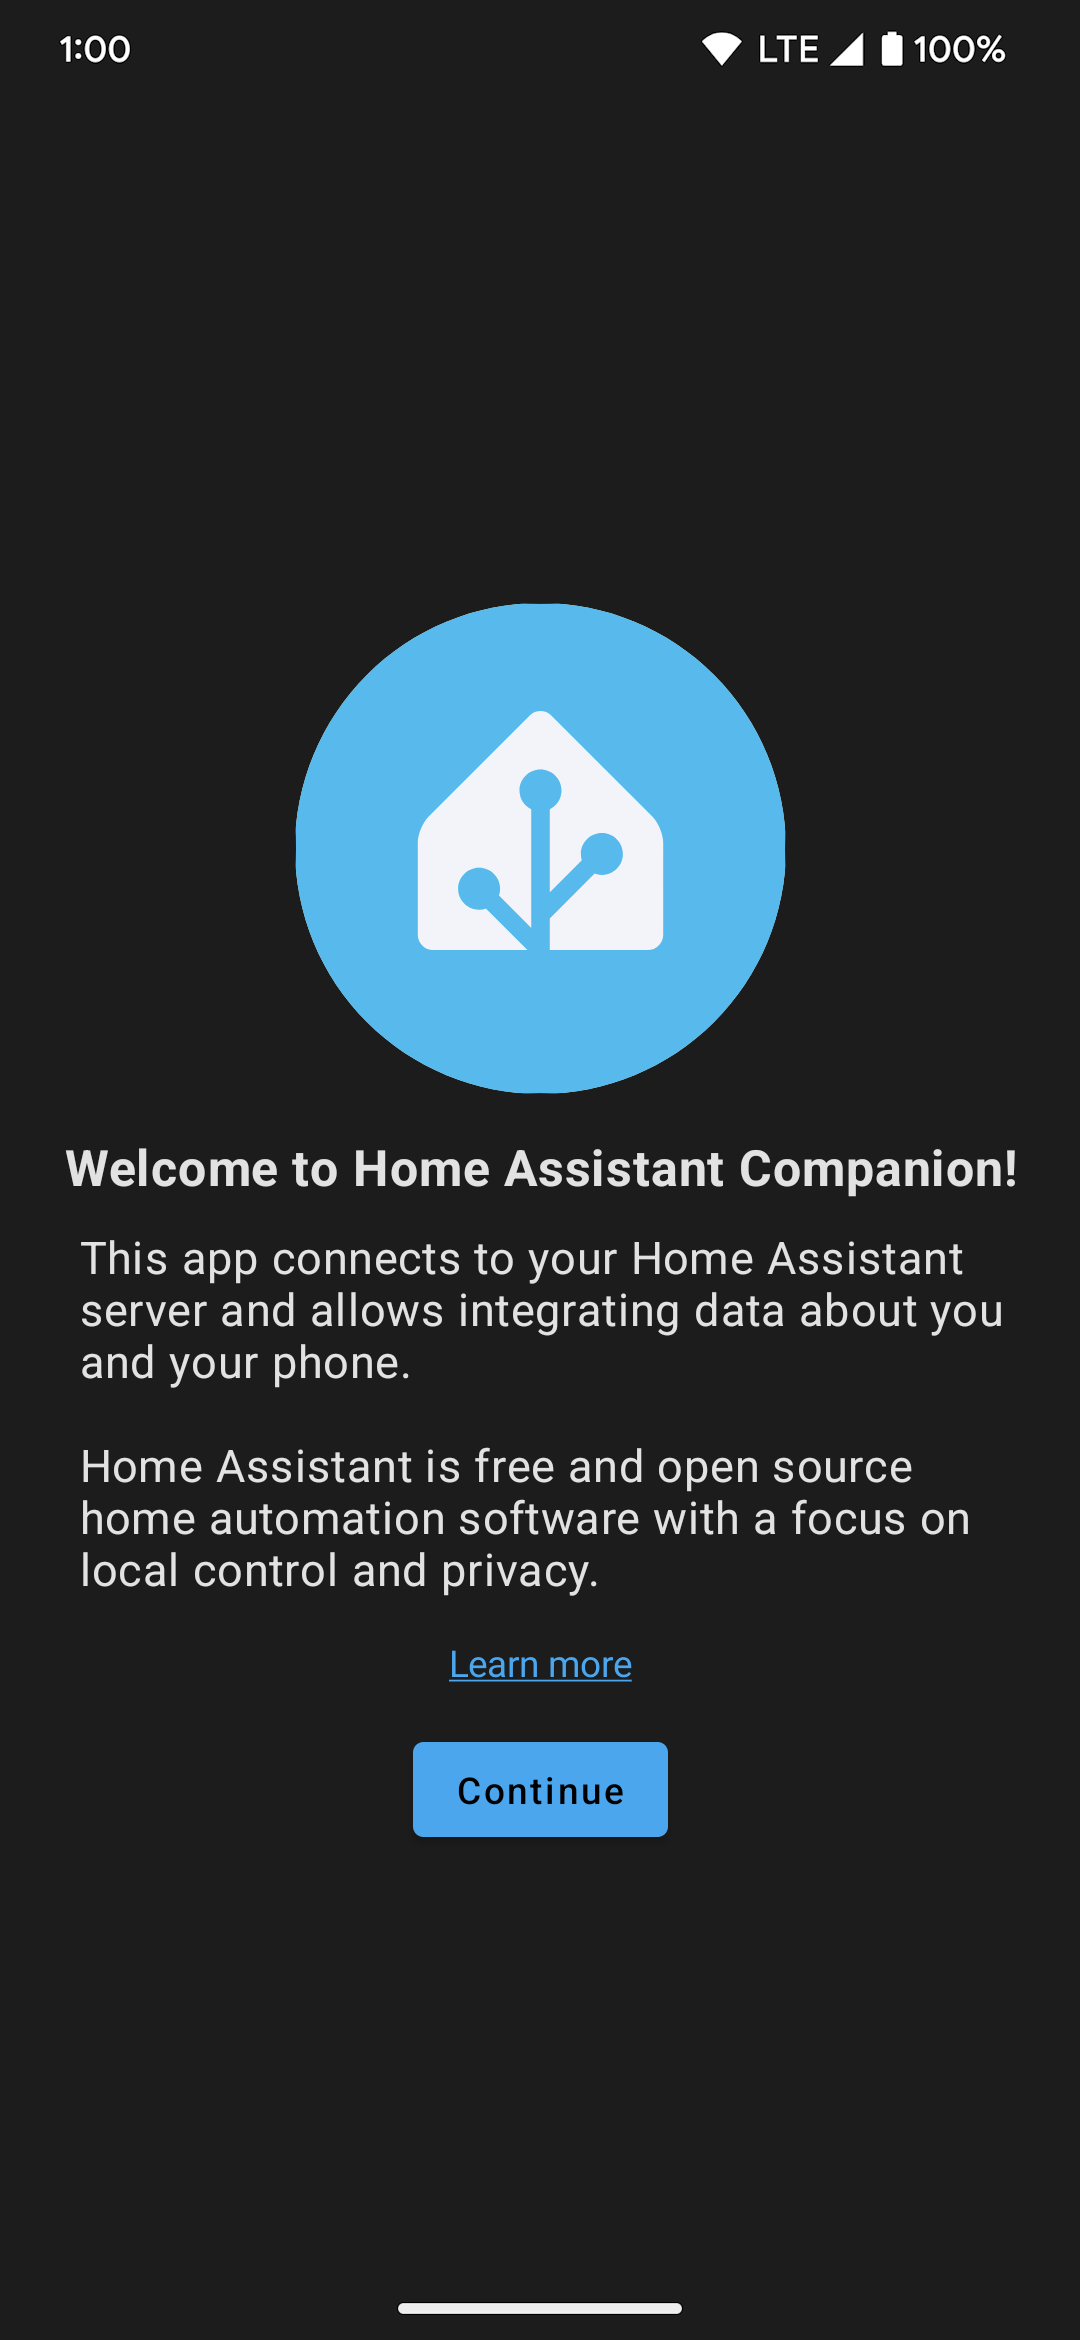 1:00
LTE 100%
Welcome to Home Assistant Companion!
This app connects to your Home Assistant
server and allows integrating data about you
and your phone.
Home Assistant is free and open source
home automation software with a focus on
local control and privacy.
Learn more
Continue